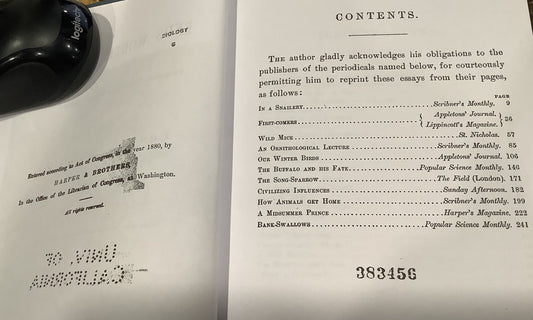 logitech
BIOLOGY
G
Entered according to Act of Congress, in the year 1880, by
HARPER & BROTHERS,
In the Office of the Librarian of Congress, at Washington.
All rights reserved.
UNIV. OF
CALIFORNIA
CONTENTS.
The author gladly acknowledges his obligations to the
publishers of the periodicals named below, for courteously
permitting him to reprint these essays from their pages,
as follows:
PAGE
In a Snailery........Scribner's Monthly. 9
First-comers........{ Appletons' Journal. } 26
{ Lippincott's Magazine. }
Wild Mice........St. Nicholas. 57
An Ornithological Lecture........Scribner's Monthly. 85
Our Winter Birds........Appletons' Journal. 106
The Buffalo and his Fate........Popular Science Monthly. 146
The Song-Sparrow........The Field (London). 171
Civilizing Influences........Sunday Afternoon. 182
How Animals get Home........Scribner's Monthly. 199
A Midsummer Prince........Harper's Magazine. 222
Bank-Swallows........Popular Science Monthly. 241
383456